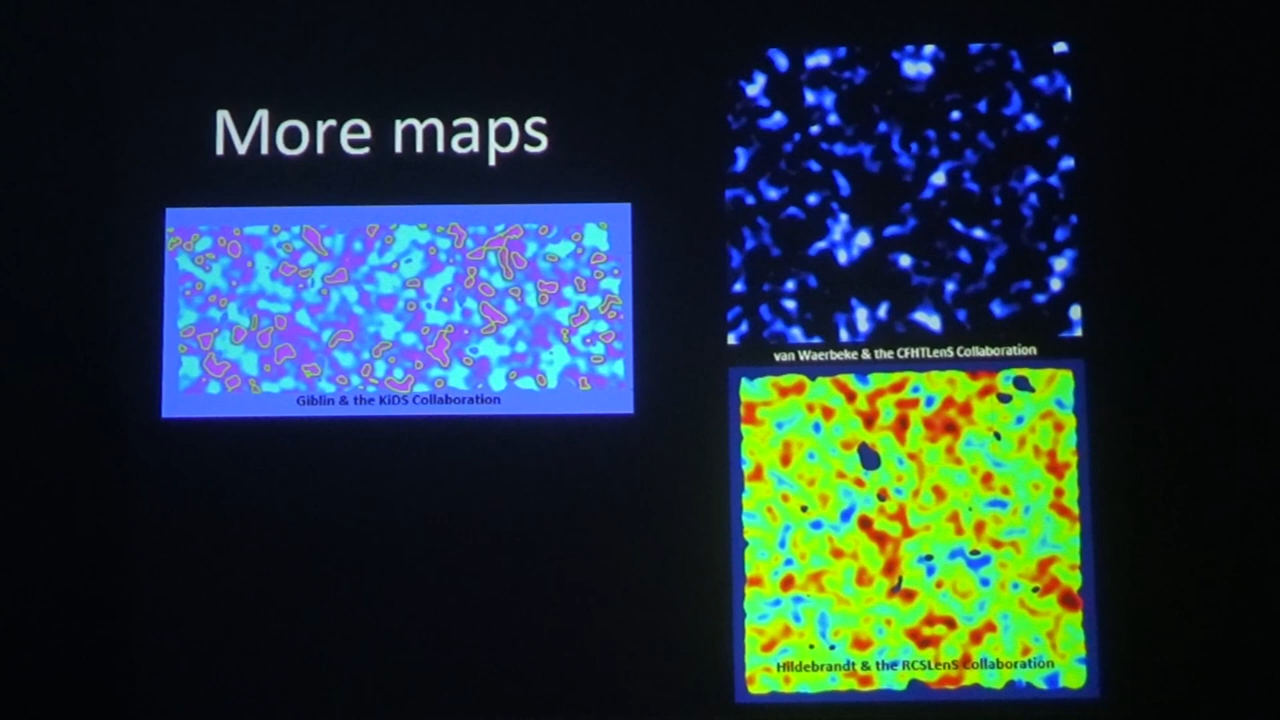 More maps
Giblin & the KiDS Collaboration
van Waerbeke & the CFHTLenS Collaboration
Hildebrandt & the RCSLenS Collaboration